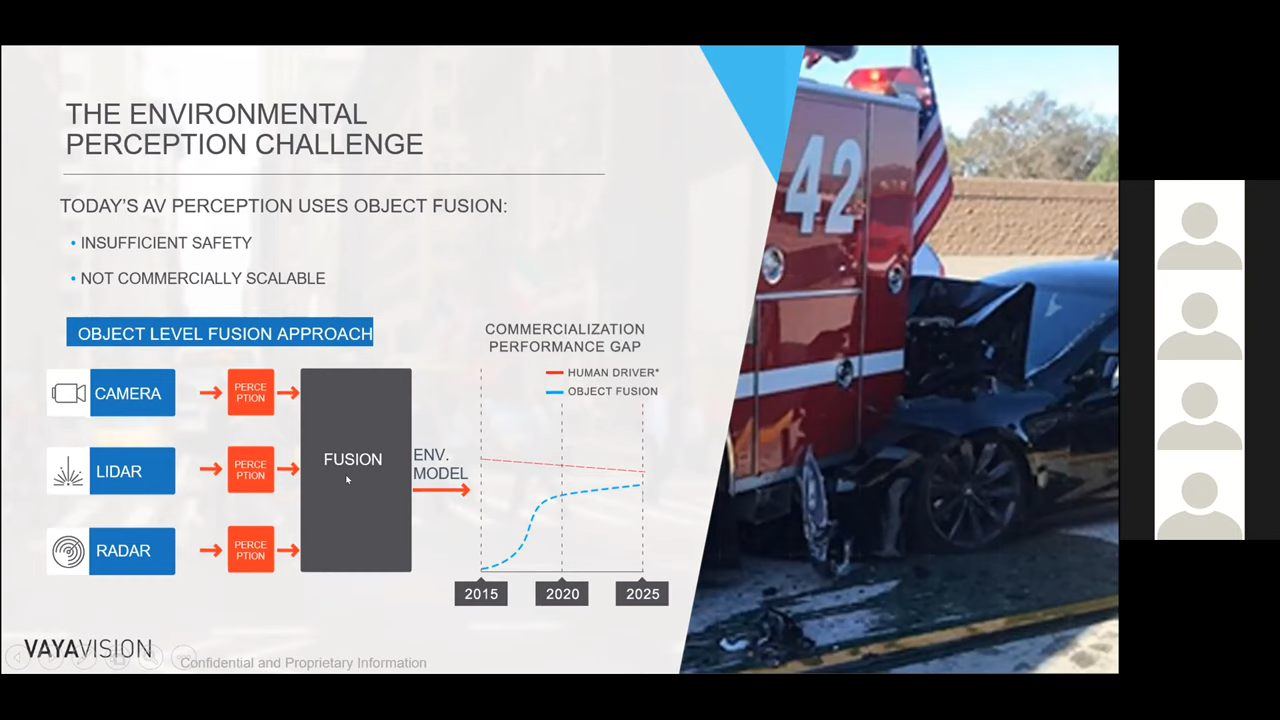 THE ENVIRONMENTAL
PERCEPTION CHALLENGE
TODAY'S AV PERCEPTION USES OBJECT FUSION:
• INSUFFICIENT SAFETY
• NOT COMMERCIALLY SCALABLE
OBJECT LEVEL FUSION APPROACH
CAMERA
PERCE
PTION
LIDAR
PERCE
PTION
RADAR
PERCE
PTION
FUSION
ENV.
MODEL
COMMERCIALIZATION
PERFORMANCE GAP
HUMAN DRIVER*
OBJECT FUSION
2015
2020
2025
42
VAYAVISION
Confidential and Proprietary Information